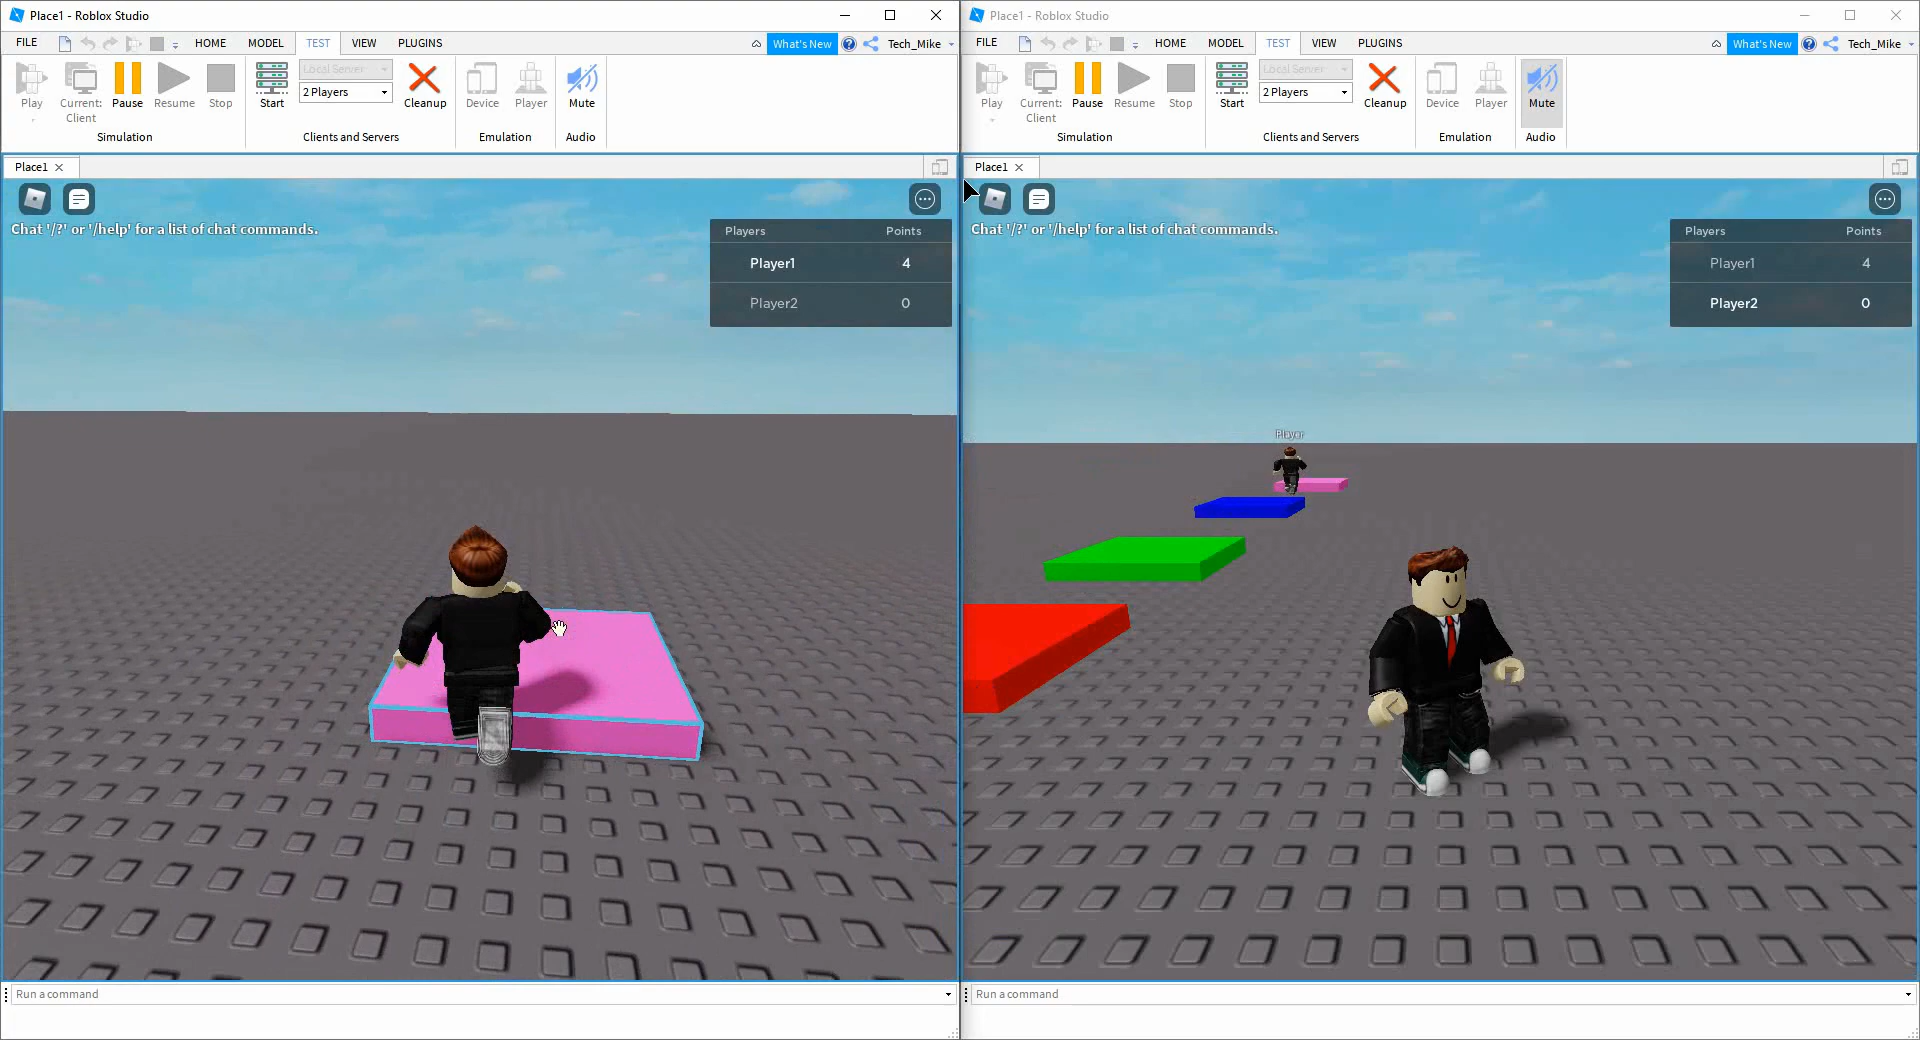 Place1 - Roblox Studio
FILE HOME MODEL TEST VIEW PLUGINS What's New Tech_Mike
Play Current: Client Pause Resume Stop Start Local Server 2 Players Cleanup Device Player Mute
Simulation Clients and Servers Emulation Audio
Place1
Chat '/?' or '/help' for a list of chat commands.
Players Points
Player1 4
Player2 0
Run a command
Place1 - Roblox Studio
FILE HOME MODEL TEST VIEW PLUGINS What's New Tech_Mike
Play Current: Client Pause Resume Stop Start Local Server 2 Players Cleanup Device Player Mute
Simulation Clients and Servers Emulation Audio
Place1
Chat '/?' or '/help' for a list of chat commands.
Players Points
Player1 4
Player2 0
Player
Run a command